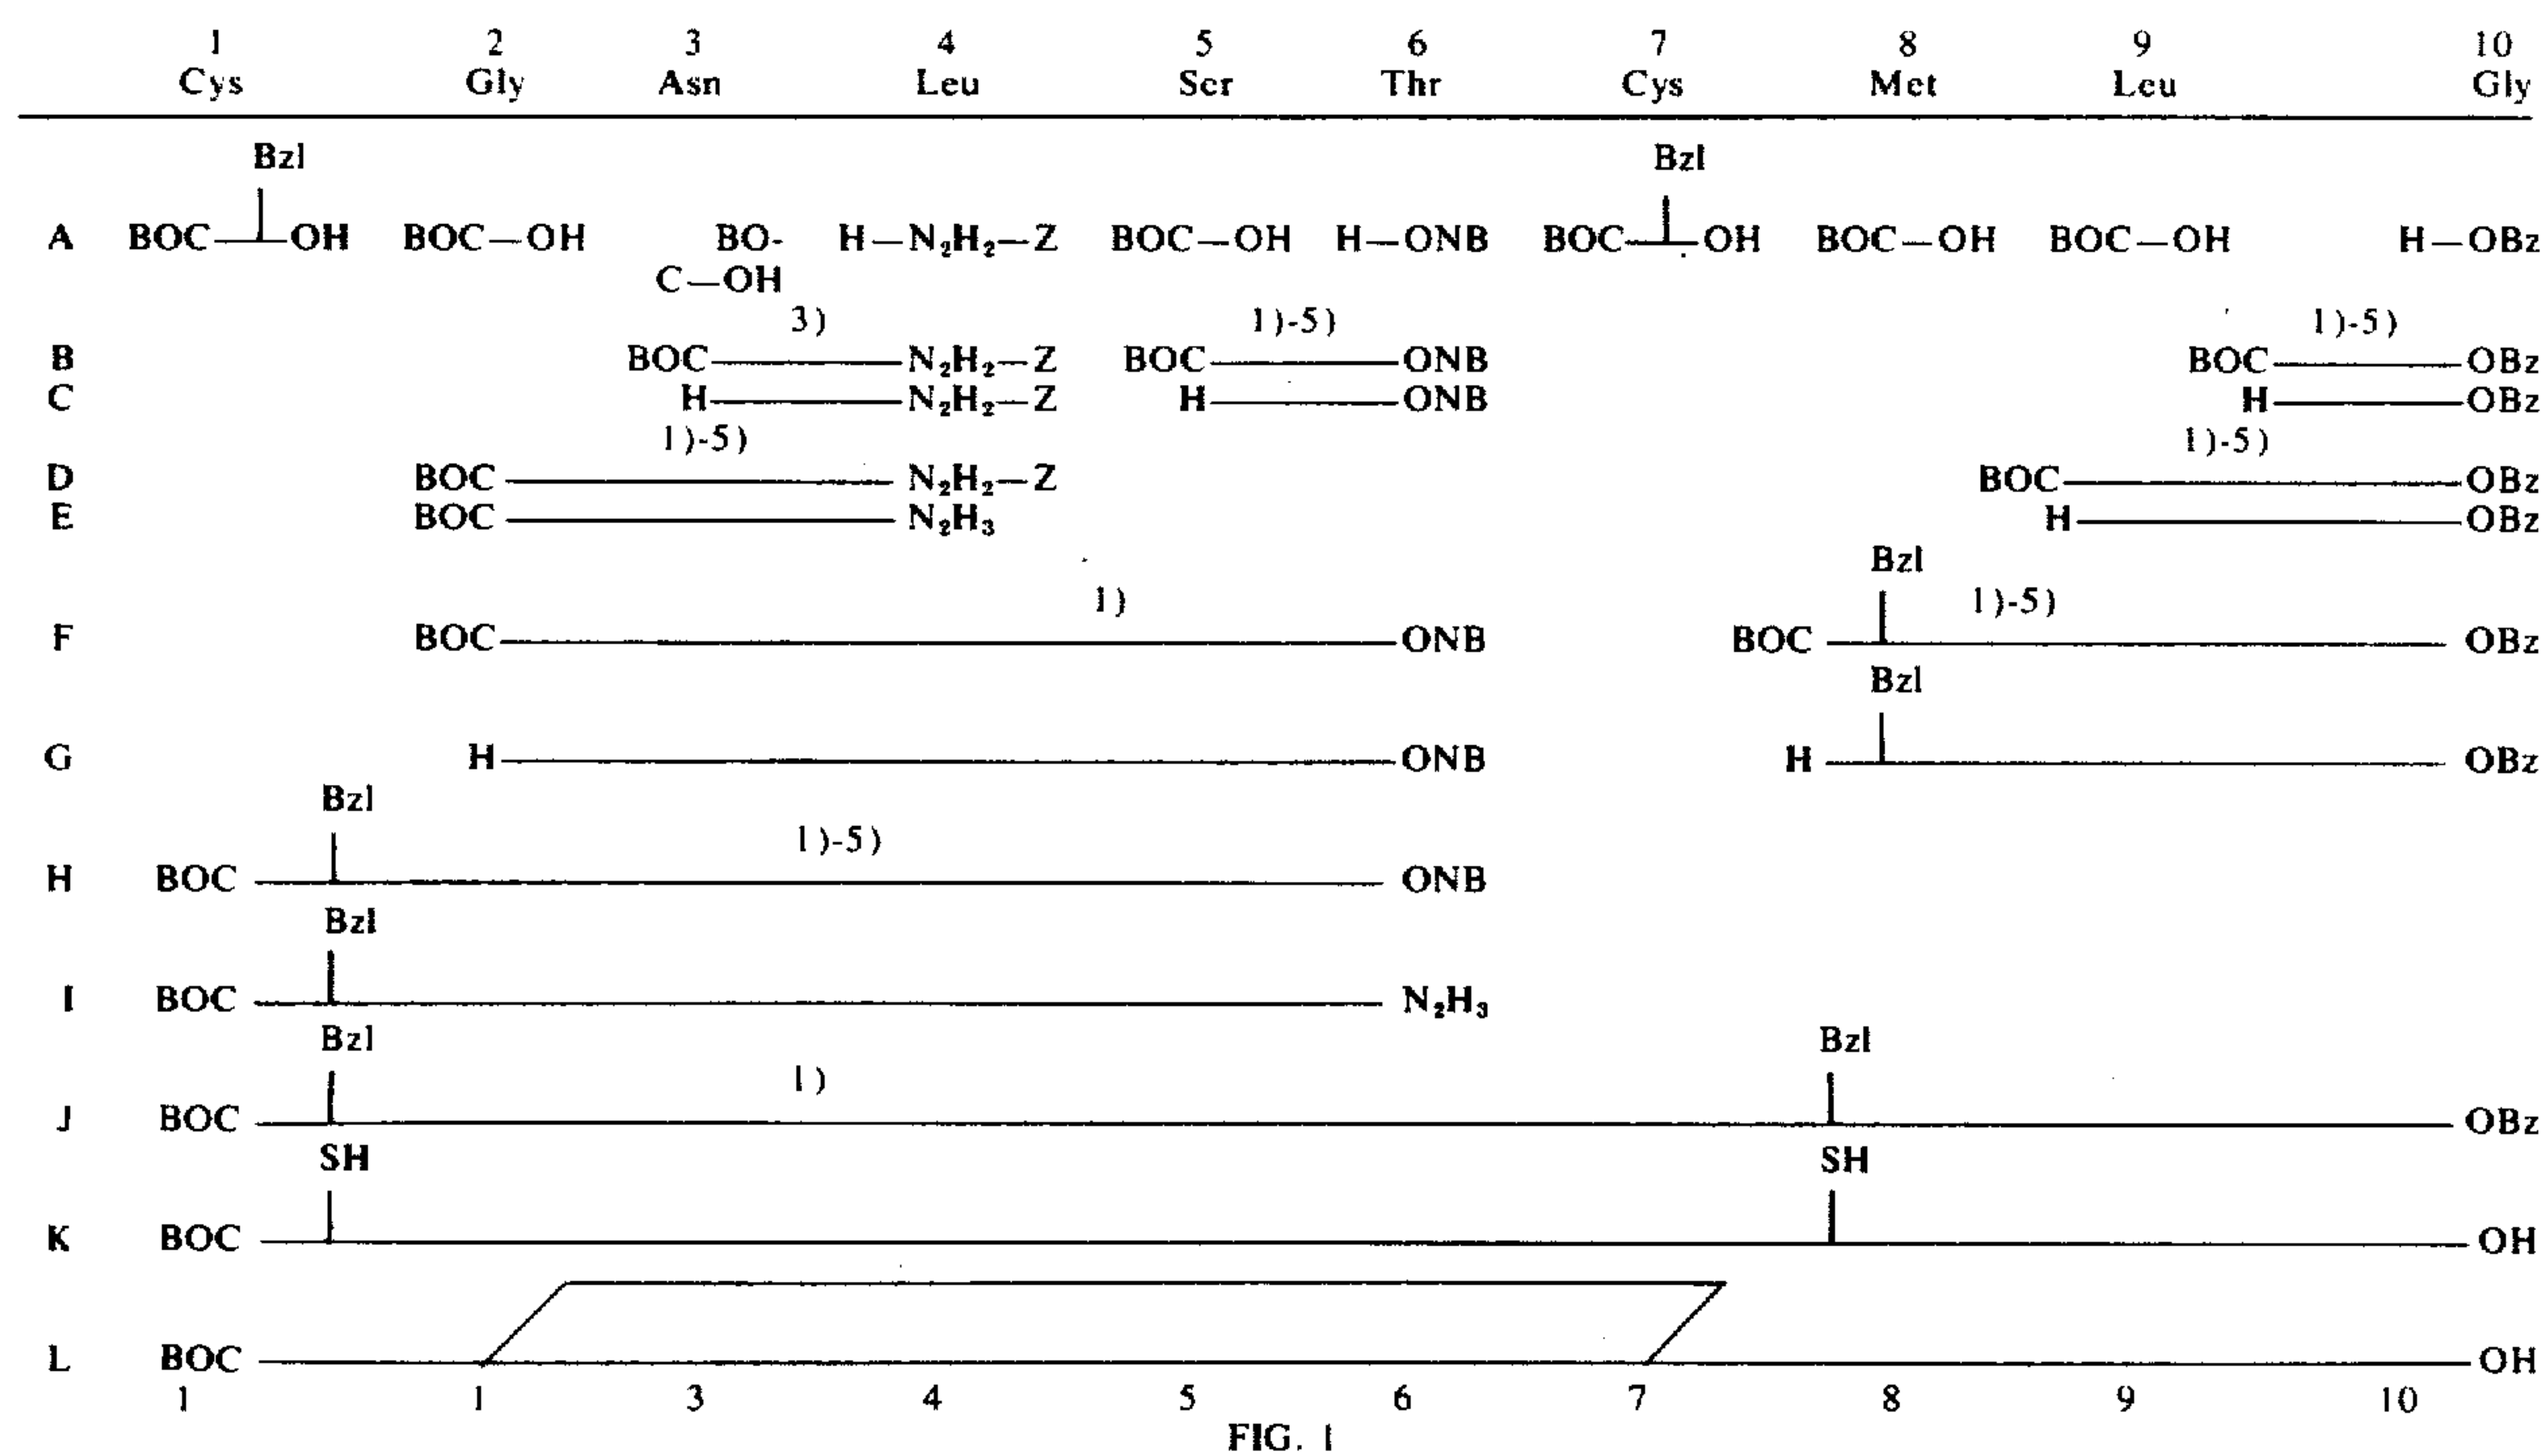 1 2 3 4 5 6 7 8 9 10
Cys Gly Asn Leu Ser Thr Cys Met Leu Gly
Bzl Bzl
A BOC—OH BOC—OH BO- H—N₂H₂—Z BOC—OH H—ONB BOC—OH BOC—OH BOC—OH H—OBz
C—OH
3) 1)-5) 1)-5)
B BOC—N₂H₂—Z BOC—ONB BOC—OBz
C H—N₂H₂—Z H—ONB H—OBz
1)-5) 1)-5)
D BOC—N₂H₂—Z BOC—OBz
E BOC—N₂H₃ H—OBz
Bzl
1) 1)-5)
F BOC—ONB BOC—OBz
Bzl
G H—ONB H—OBz
Bzl
1)-5)
H BOC—ONB
Bzl
I BOC—N₂H₃
Bzl Bzl
1)
J BOC—OBz
SH SH
K BOC—OH
L BOC—OH
1 1 3 4 5 6 7 8 9 10
FIG. 1